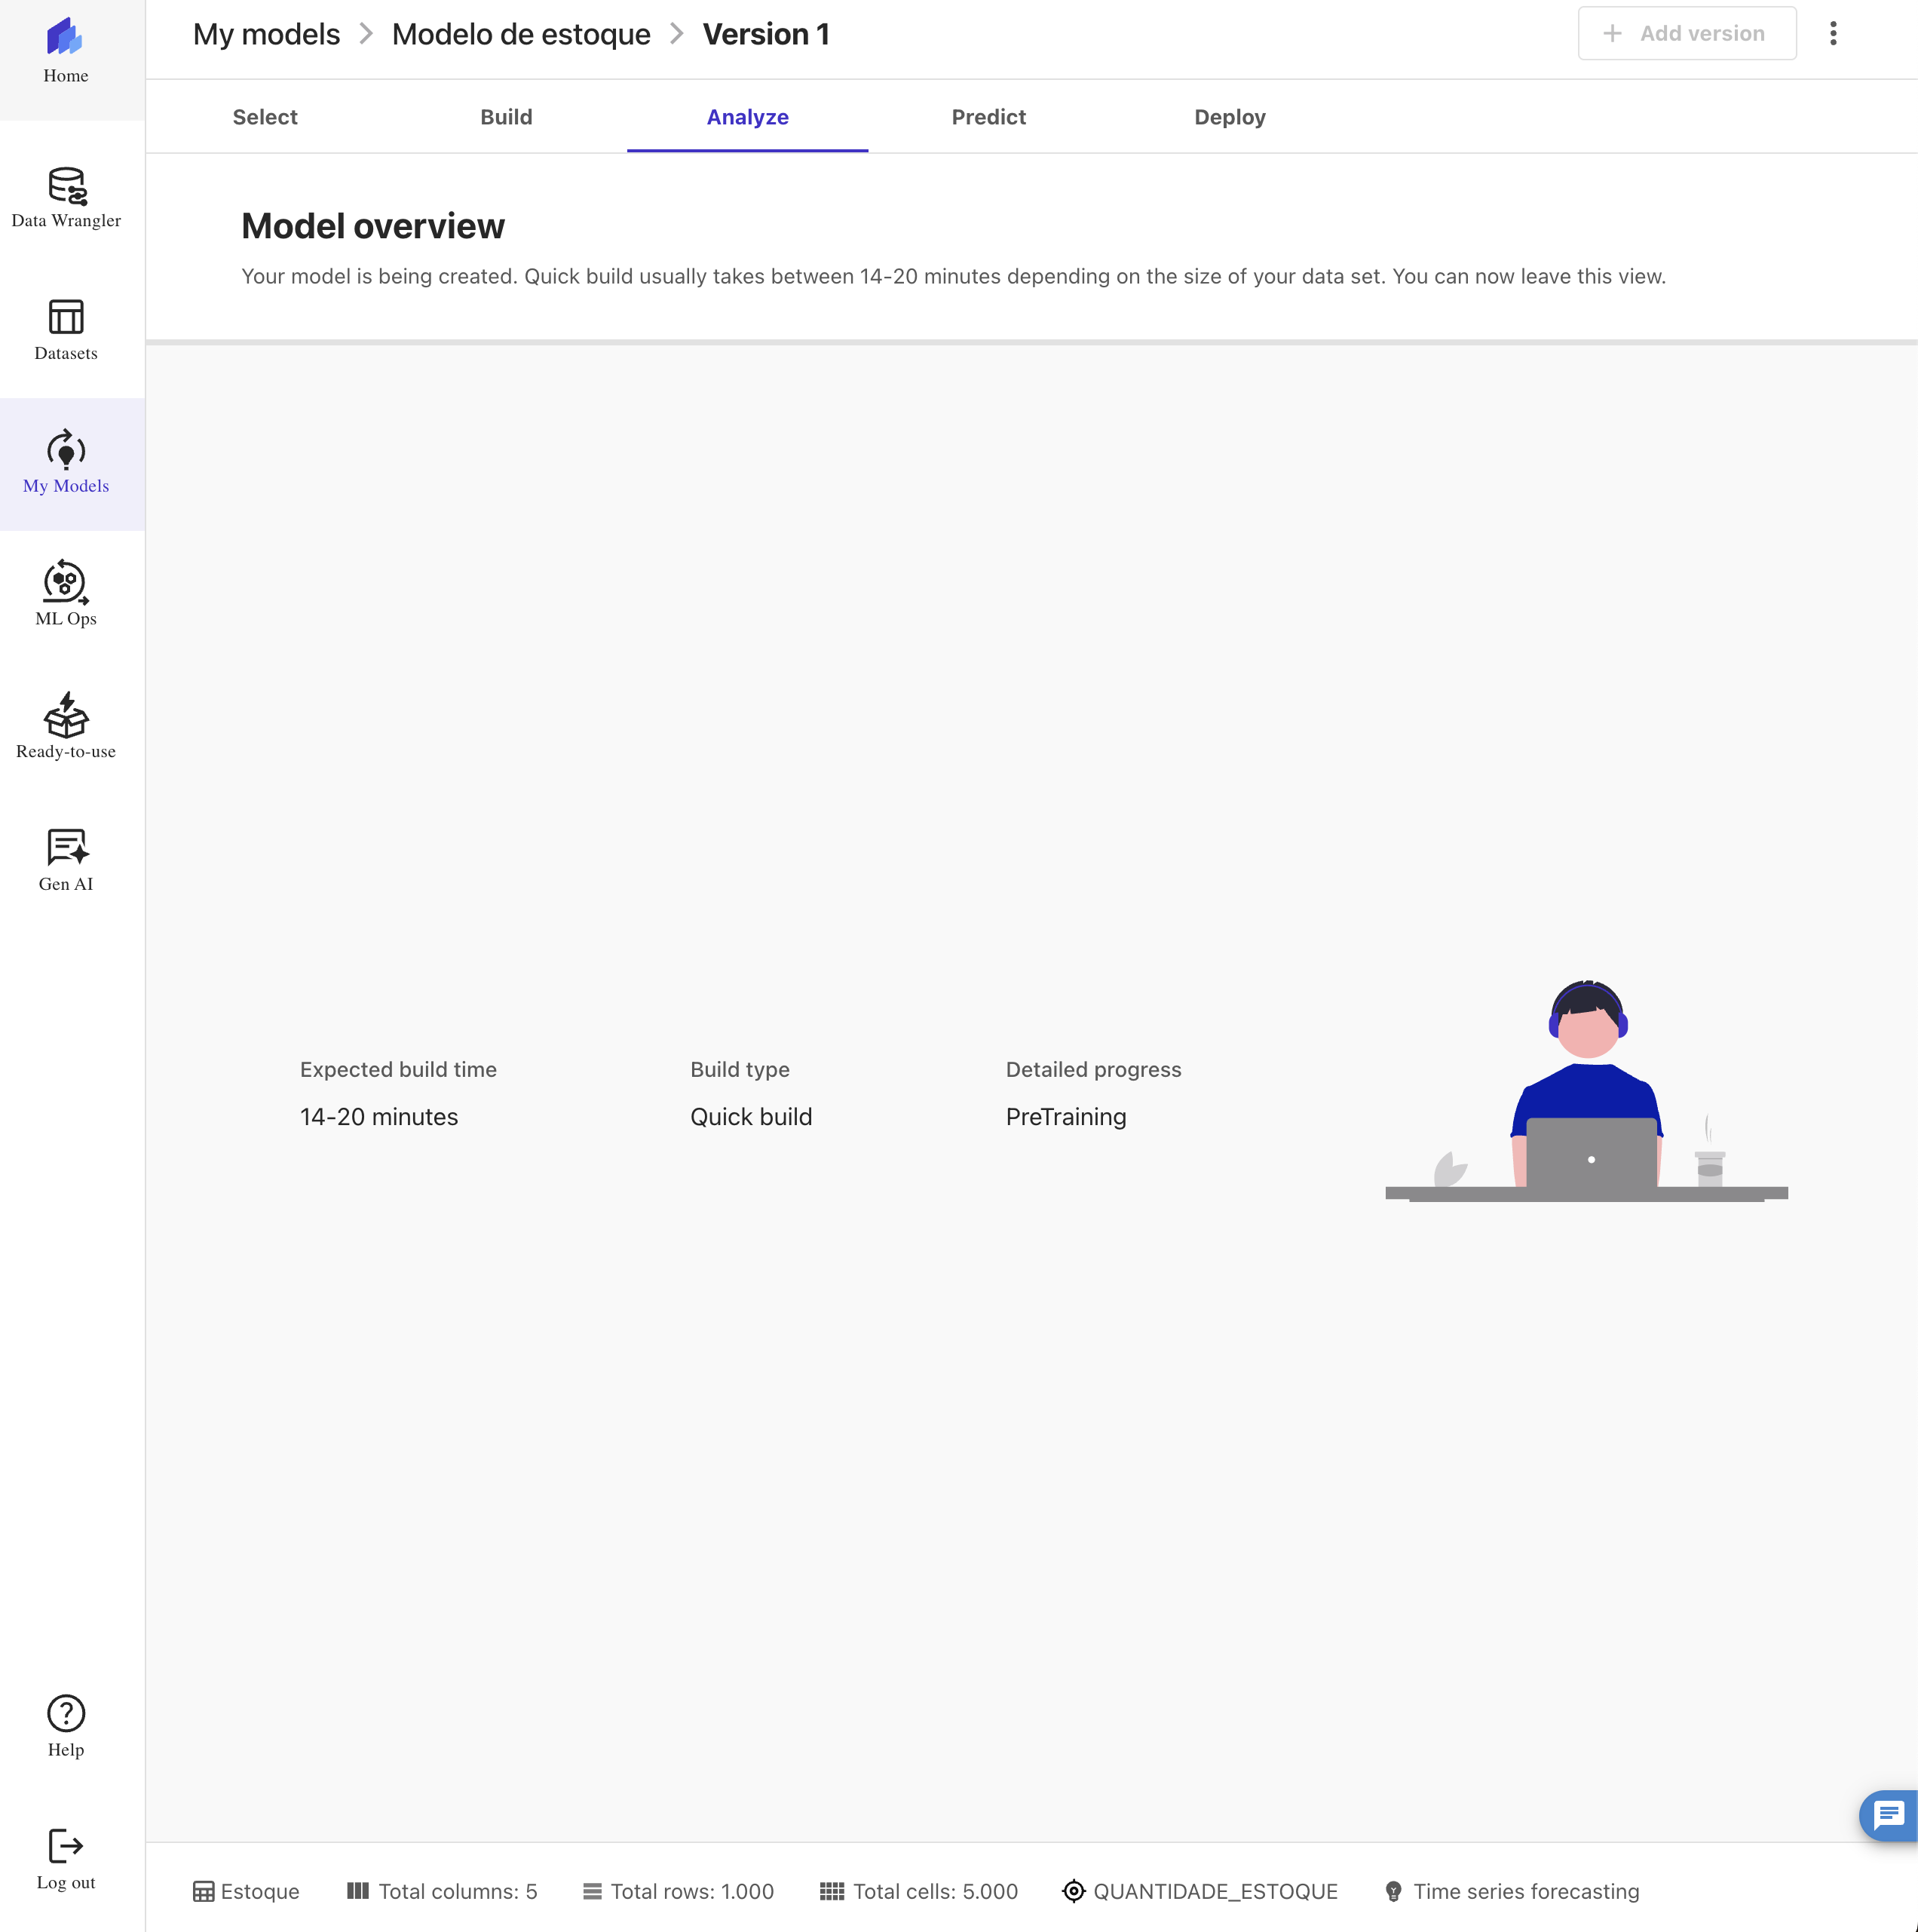 Home
Data Wrangler
Datasets
My Models
ML Ops
Ready-to-use
Gen AI
Help
Log out
My models > Modelo de estoque > Version 1
+ Add version
Select Build Analyze Predict Deploy
Model overview
Your model is being created. Quick build usually takes between 14-20 minutes depending on the size of your data set. You can now leave this view.
Expected build time Build type Detailed progress
14-20 minutes Quick build PreTraining
Estoque Total columns: 5 Total rows: 1.000 Total cells: 5.000 QUANTIDADE_ESTOQUE Time series forecasting